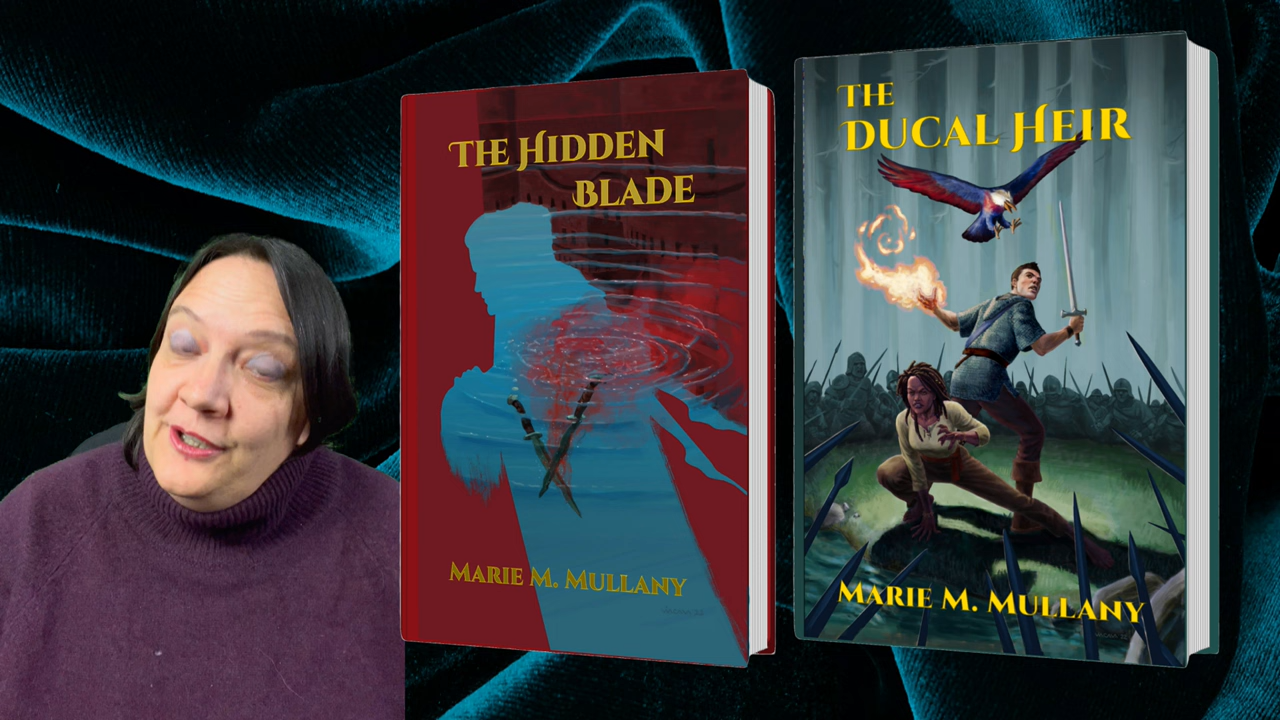 The Hidden
Blade
Marie M. Mullany
The
Ducal Heir
Marie M. Mullany